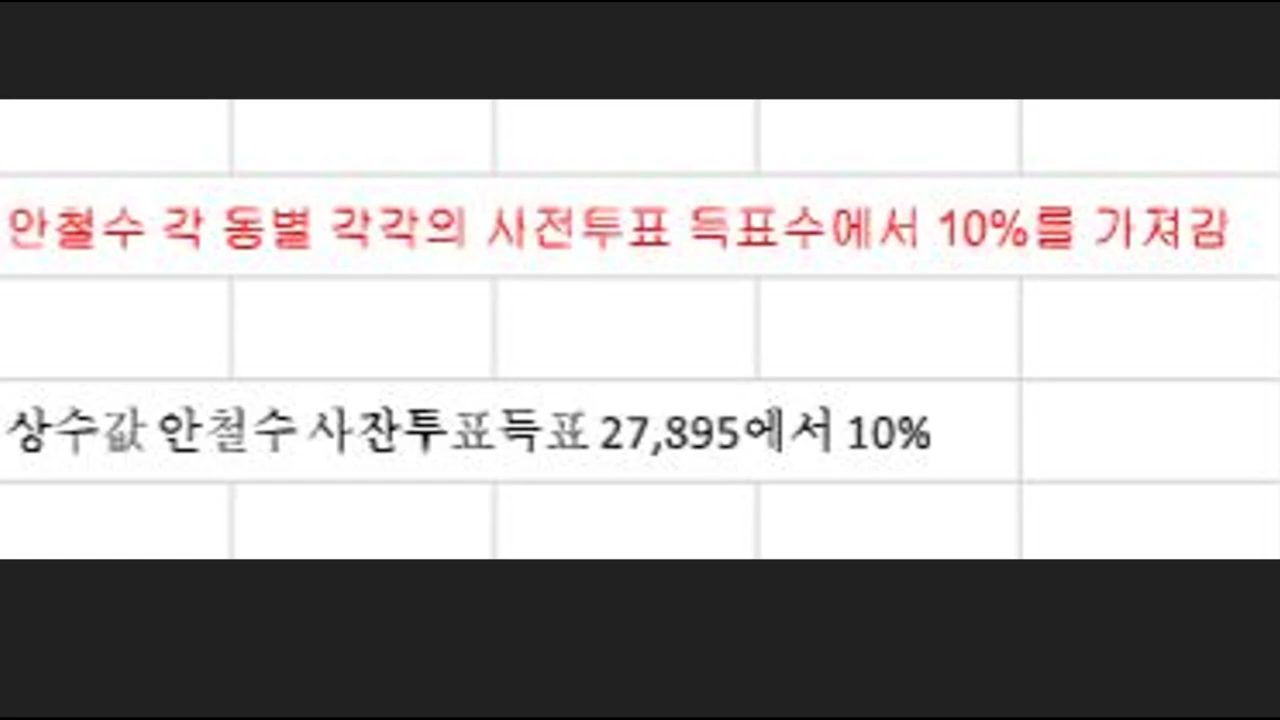 안철수 각 동별 각각의 사전투표 득표수에서 10%를 가져감
상수값 안철수 사잔투표득표 27,895에서 10%